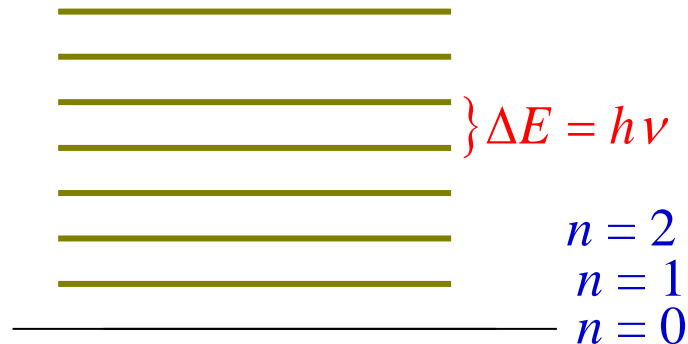 }ΔE = hν
n = 2
n = 1
n = 0